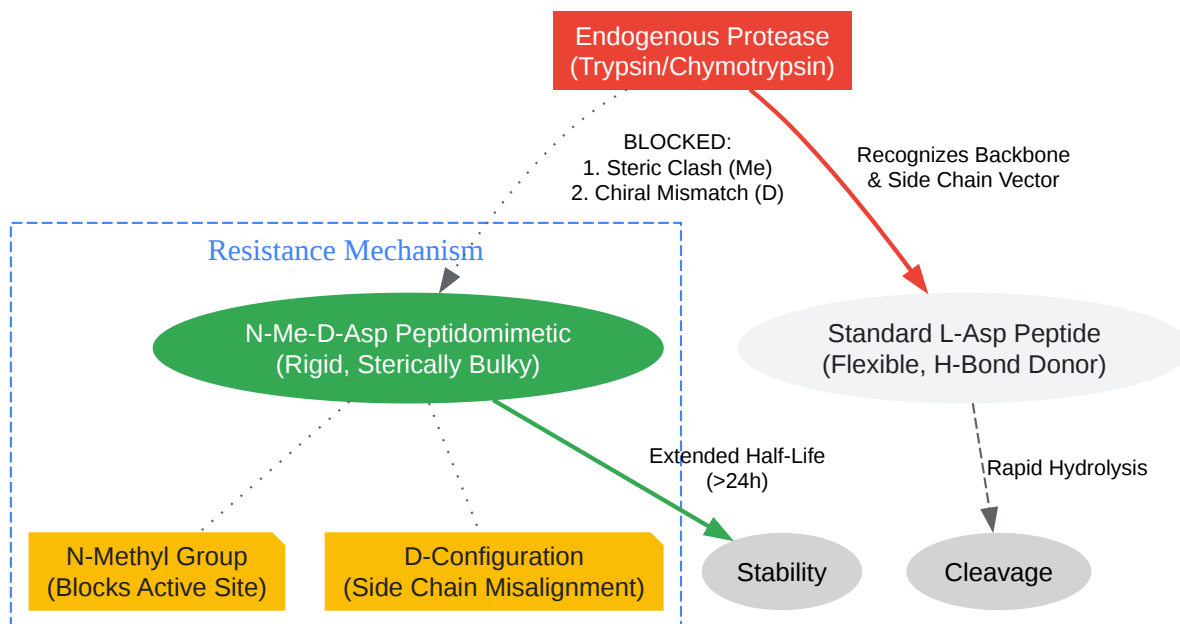 Endogenous Protease
(Trypsin/Chymotrypsin)
BLOCKED:
1. Steric Clash (Me)
2. Chiral Mismatch (D)
Recognizes Backbone
& Side Chain Vector
Resistance Mechanism
N-Me-D-Asp Peptidomimetic
(Rigid, Sterically Bulky)
Standard L-Asp Peptide
(Flexible, H-Bond Donor)
Extended Half-Life
(>24h)
Rapid Hydrolysis
N-Methyl Group
(Blocks Active Site)
D-Configuration
(Side Chain Misalignment)
Stability
Cleavage